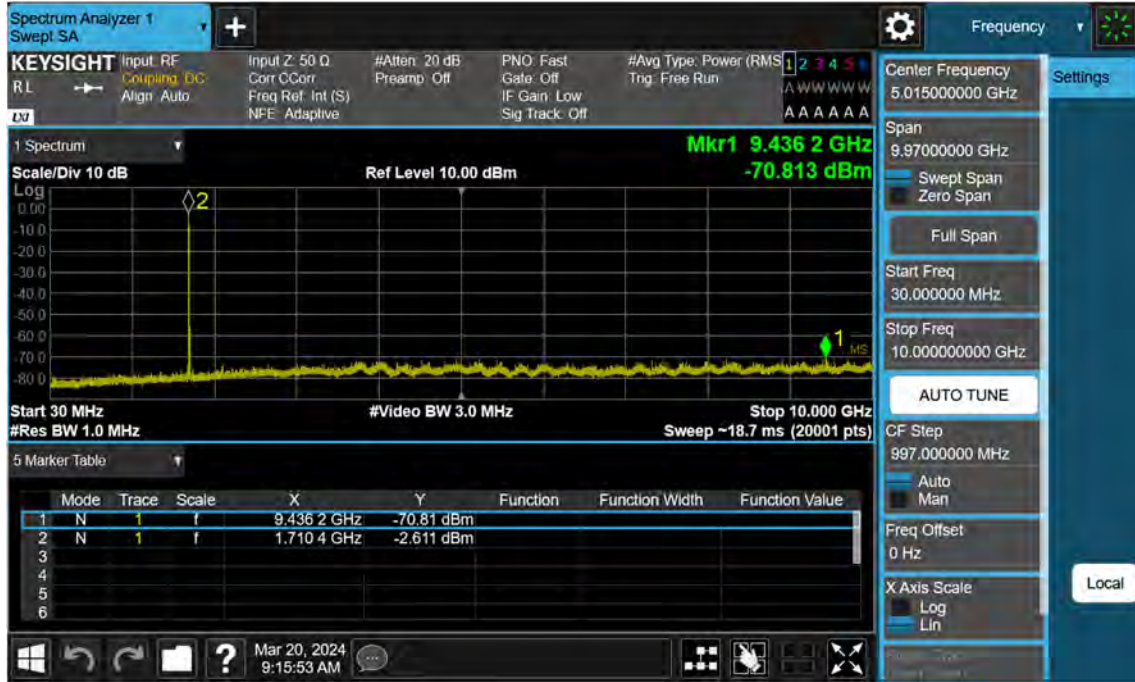 Spectrum Analyzer 1
Swept SA
+
Frequency
KEYSIGHT
RL
LXI
Input: RF
Coupling: DC
Align: Auto
Input Z: 50 Ω
Corr CCorr
Freq Ref: Int (S)
NFE: Adaptive
#Atten: 20 dB
Preamp: Off
PNO: Fast
Gate: Off
IF Gain: Low
Sig Track: Off
#Avg Type: Power (RMS
Trig: Free Run
1 2 3 4 5 6
A W W W W W
A A A A A A
1 Spectrum
Scale/Div 10 dB
Ref Level 10.00 dBm
Mkr1 9.436 2 GHz
-70.813 dBm
Log
0.00
-10.0
-20.0
-30.0
-40.0
-50.0
-60.0
-70.0
-80.0
2
1
MS
Start 30 MHz
#Video BW 3.0 MHz
Stop 10.000 GHz
#Res BW 1.0 MHz
Sweep ~18.7 ms (20001 pts)
5 Marker Table
Mode Trace Scale X Y Function Function Width Function Value
1 N 1 f 9.436 2 GHz -70.81 dBm
2 N 1 f 1.710 4 GHz -2.611 dBm
3
4
5
6
?
Mar 20, 2024
9:15:53 AM
Center Frequency
5.015000000 GHz
Settings
Span
9.97000000 GHz
Swept Span
Zero Span
Full Span
Start Freq
30.000000 MHz
Stop Freq
10.000000000 GHz
AUTO TUNE
CF Step
997.000000 MHz
Auto
Man
Freq Offset
0 Hz
X Axis Scale
Log
Lin
Local